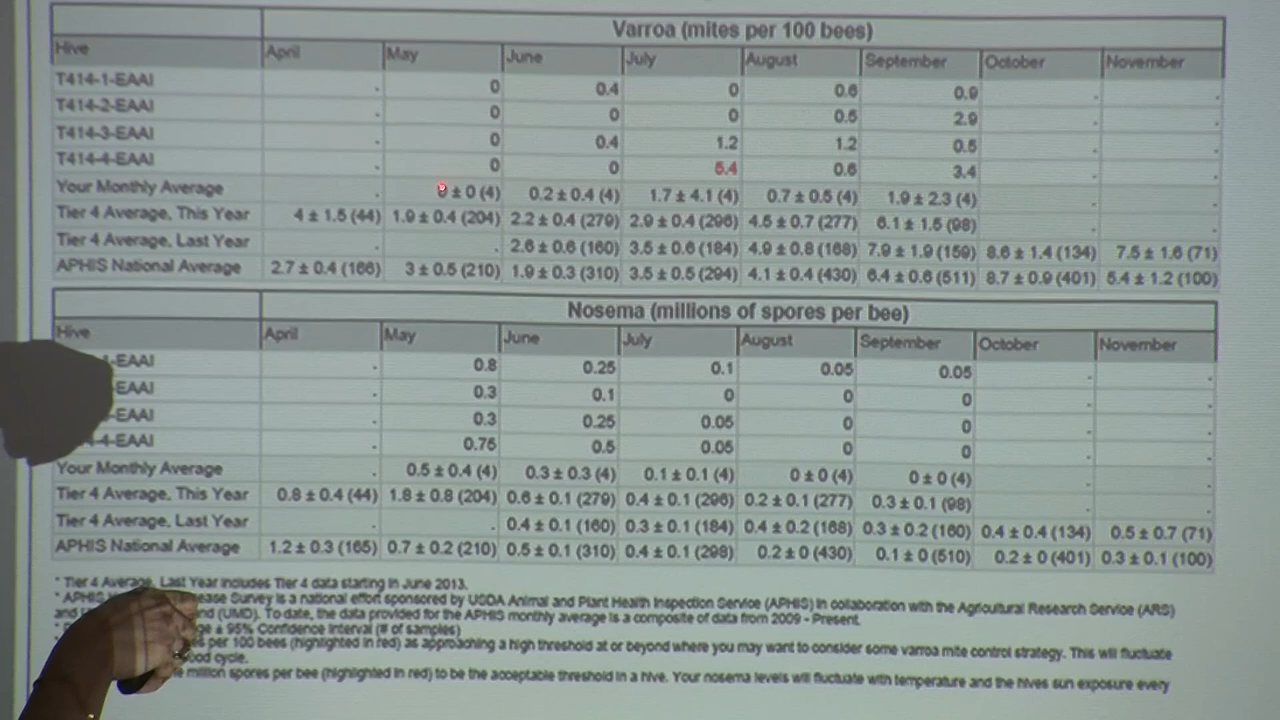 Varroa (mites per 100 bees)
Hive April May June July August September October November
T414-1-EAAI . 0 0.4 0 0.6 0.9 . .
T414-2-EAAI . 0 0 0 0.5 2.9 . .
T414-3-EAAI . 0 0.4 1.2 1.2 0.5 . .
T414-4-EAAI . 0 0 5.4 0.6 3.4 . .
Your Monthly Average . ± 0 (4) 0.2 ± 0.4 (4) 1.7 ± 4.1 (4) 0.7 ± 0.5 (4) 1.9 ± 2.3 (4) . .
Tier 4 Average, This Year 4 ± 1.5 (44) 1.9 ± 0.4 (204) 2.2 ± 0.4 (279) 2.9 ± 0.4 (296) 4.5 ± 0.7 (277) 6.1 ± 1.5 (98) . .
Tier 4 Average, Last Year . . 2.6 ± 0.6 (160) 3.5 ± 0.6 (184) 4.9 ± 0.8 (168) 7.9 ± 1.9 (159) 8.6 ± 1.4 (134) 7.5 ± 1.6 (71)
APHIS National Average 2.7 ± 0.4 (166) 3 ± 0.5 (210) 1.9 ± 0.3 (310) 3.5 ± 0.5 (294) 4.1 ± 0.4 (430) 6.4 ± 0.6 (511) 8.7 ± 0.9 (401) 5.4 ± 1.2 (100)
Nosema (millions of spores per bee)
Hive April May June July August September October November
-EAAI . 0.8 0.25 0.1 0.05 0.05 . .
-EAAI . 0.3 0.1 0 0 0 . .
-EAAI . 0.3 0.25 0.05 0 0 . .
4-EAAI . 0.75 0.5 0.05 0 0 . .
Your Monthly Average . 0.5 ± 0.4 (4) 0.3 ± 0.3 (4) 0.1 ± 0.1 (4) 0 ± 0 (4) 0 ± 0 (4) . .
Tier 4 Average, This Year 0.8 ± 0.4 (44) 1.8 ± 0.8 (204) 0.6 ± 0.1 (279) 0.4 ± 0.1 (296) 0.2 ± 0.1 (277) 0.3 ± 0.1 (98) . .
Tier 4 Average, Last Year . . 0.4 ± 0.1 (160) 0.3 ± 0.1 (184) 0.4 ± 0.2 (168) 0.3 ± 0.2 (160) 0.4 ± 0.4 (134) 0.5 ± 0.7 (71)
APHIS National Average 1.2 ± 0.3 (165) 0.7 ± 0.2 (210) 0.5 ± 0.1 (310) 0.4 ± 0.1 (298) 0.2 ± 0 (430) 0.1 ± 0 (510) 0.2 ± 0 (401) 0.3 ± 0.1 (100)
* Tier 4 Average, Last Year includes Tier 4 data starting in June 2013.
* APHIS ease Survey is a national effort sponsored by USDA Animal and Plant Health Inspection Service (APHIS) in collaboration with the Agricultural Research Service (ARS)
and nd (UMD). To date, the data provided for the APHIS monthly average is a composite of data from 2009 - Present.
ge ± 95% Confidence Interval (# of samples)
es per 100 bees (highlighted in red) as approaching a high threshold at or beyond where you may want to consider some varroa mite control strategy. This will fluctuate
ood cycle.
million spores per bee (highlighted in red) to be the acceptable threshold in a hive. Your nosema levels will fluctuate with temperature and the hives sun exposure every